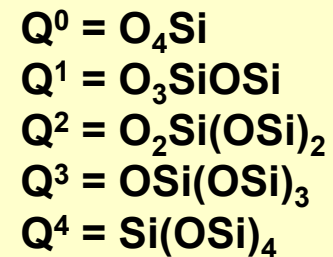 Q⁰ = O₄Si
Q¹ = O₃SiOSi
Q² = O₂Si(OSi)₂
Q³ = OSi(OSi)₃
Q⁴ = Si(OSi)₄